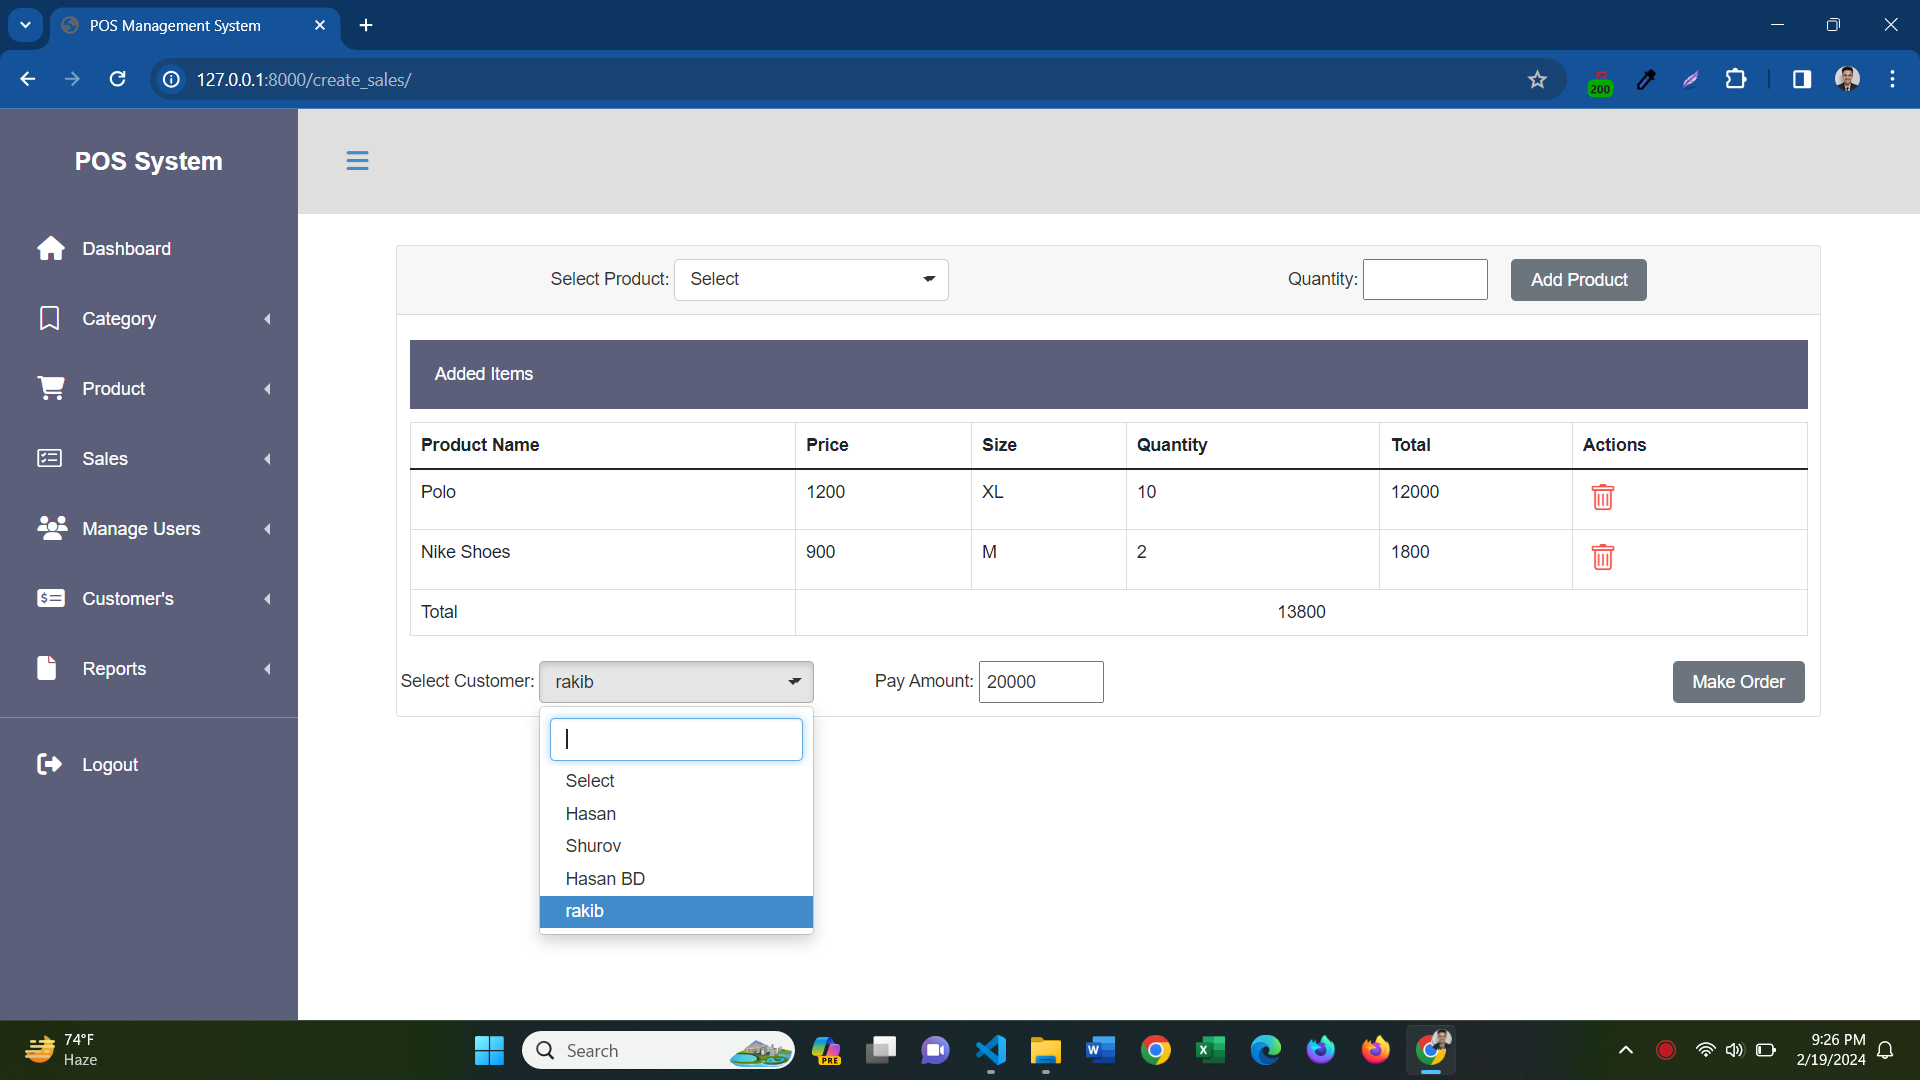 POS Management System
127.0.0.1:8000/create_sales/
200
POS System
Dashboard
Category
Product
Sales
Manage Users
Customer's
Reports
Logout
Select Product: Select Quantity: Add Product
Added Items
Product Name Price Size Quantity Total Actions
Polo 1200 XL 10 12000
Nike Shoes 900 M 2 1800
Total 13800
Select Customer: rakib Pay Amount: 20000 Make Order
Select
Hasan
Shurov
Hasan BD
rakib
74°F
Haze
Search
PRE
9:26 PM
2/19/2024